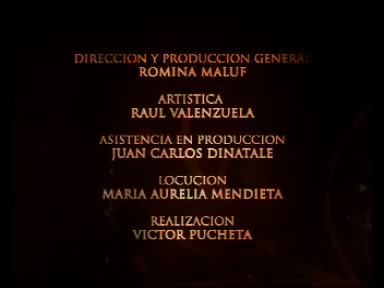 DIRECCION Y PRODUCCION GENERAL
ROMINA MALUF
ARTISTICA
RAUL VALENZUELA
ASISTENCIA EN PRODUCCION
JUAN CARLOS DINATALE
LOCUCION
MARIA AURELIA MENDIETA
REALIZACION
VICTOR PUCHETA